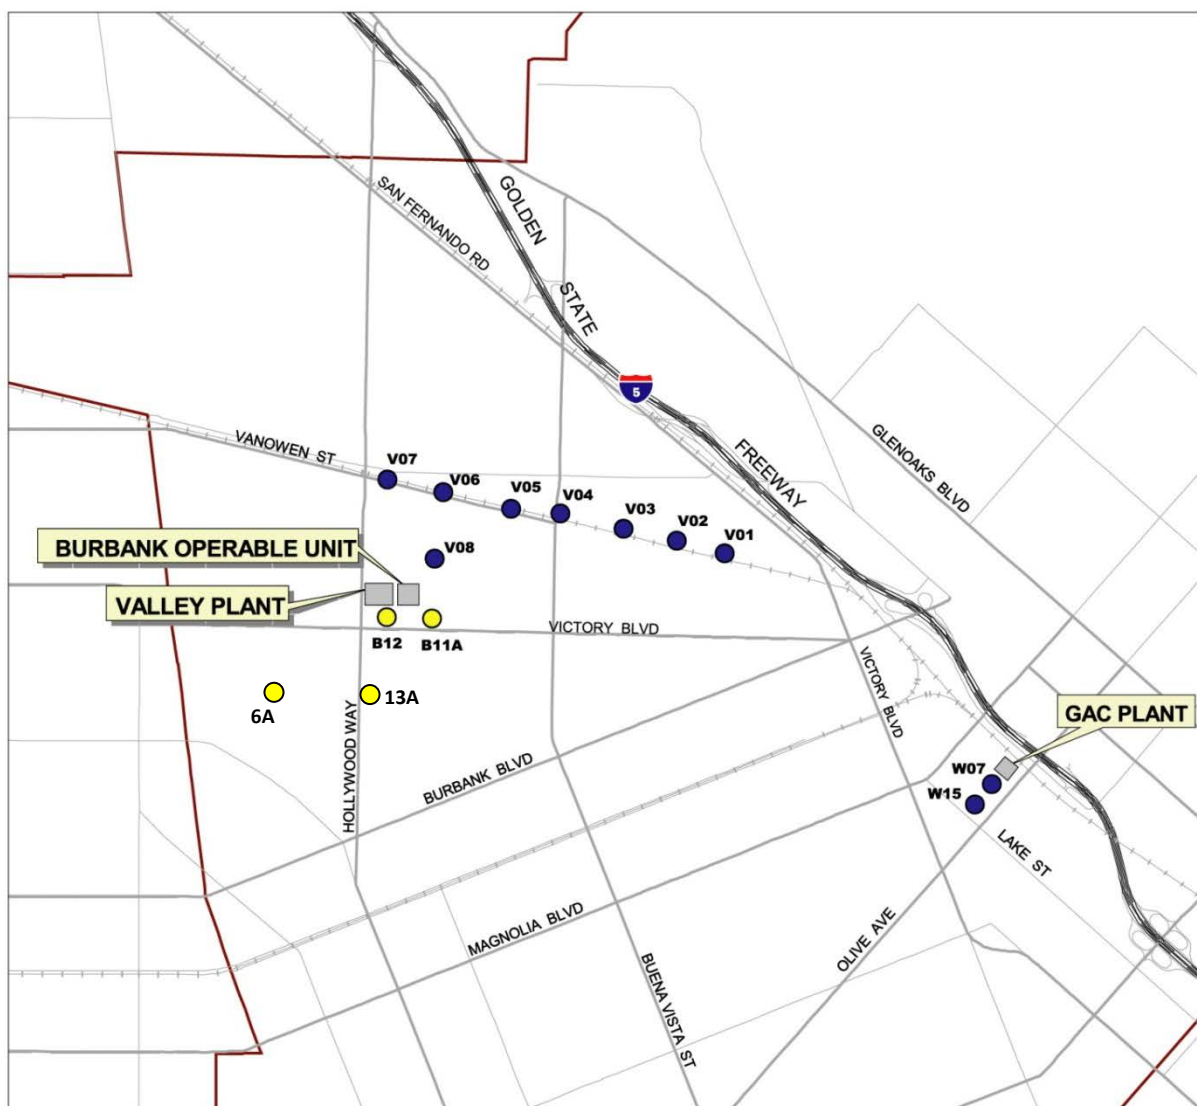 GOLDEN
SAN FERNANDO RD
STATE
5
FREEWAY
GLENOAKS BLVD
VANOWEN ST
V07
V06
V05
V04
V03
V02
V01
BURBANK OPERABLE UNIT
V08
VALLEY PLANT
B12
B11A
VICTORY BLVD
6A
13A
HOLLYWOOD WAY
VICTORY BLVD
GAC PLANT
BURBANK BLVD
W07
W15
LAKE ST
MAGNOLIA BLVD
OLIVE AVE
BUENA VISTA ST